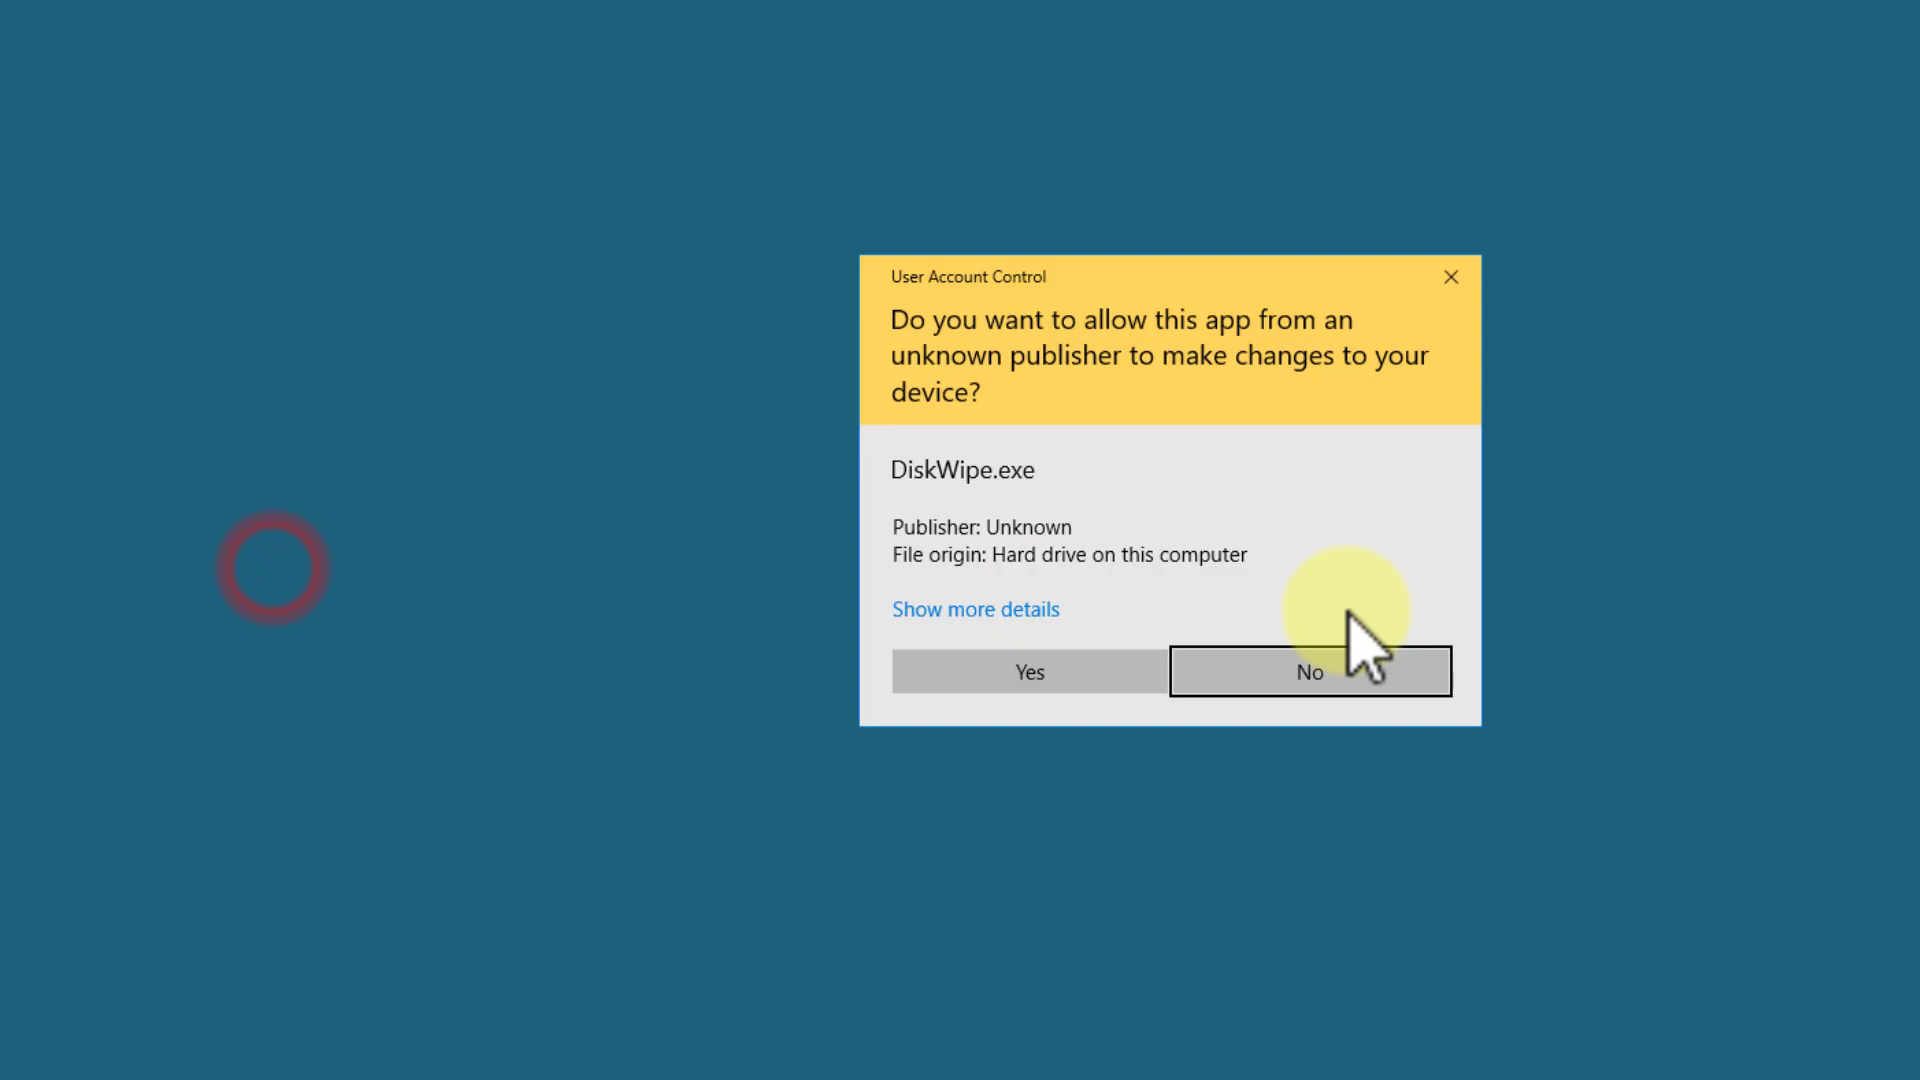 User Account Control
Do you want to allow this app from an
unknown publisher to make changes to your
device?
DiskWipe.exe
Publisher: Unknown
File origin: Hard drive on this computer
Show more details
Yes
No